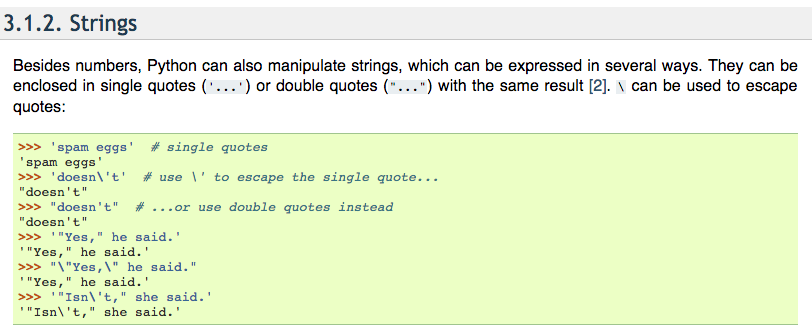 3.1.2. Strings
Besides numbers, Python can also manipulate strings, which can be expressed in several ways. They can be
enclosed in single quotes ('...') or double quotes ("...") with the same result [2]. \ can be used to escape
quotes:
>>> 'spam eggs'  # single quotes
'spam eggs'
>>> 'doesn\'t'  # use \' to escape the single quote...
"doesn't"
>>> "doesn't"  # ...or use double quotes instead
"doesn't"
>>> '"Yes," he said.'
'"Yes," he said.'
>>> "\"Yes,\" he said."
'"Yes," he said.'
>>> '"Isn\'t," she said.'
'"Isn\'t," she said.'